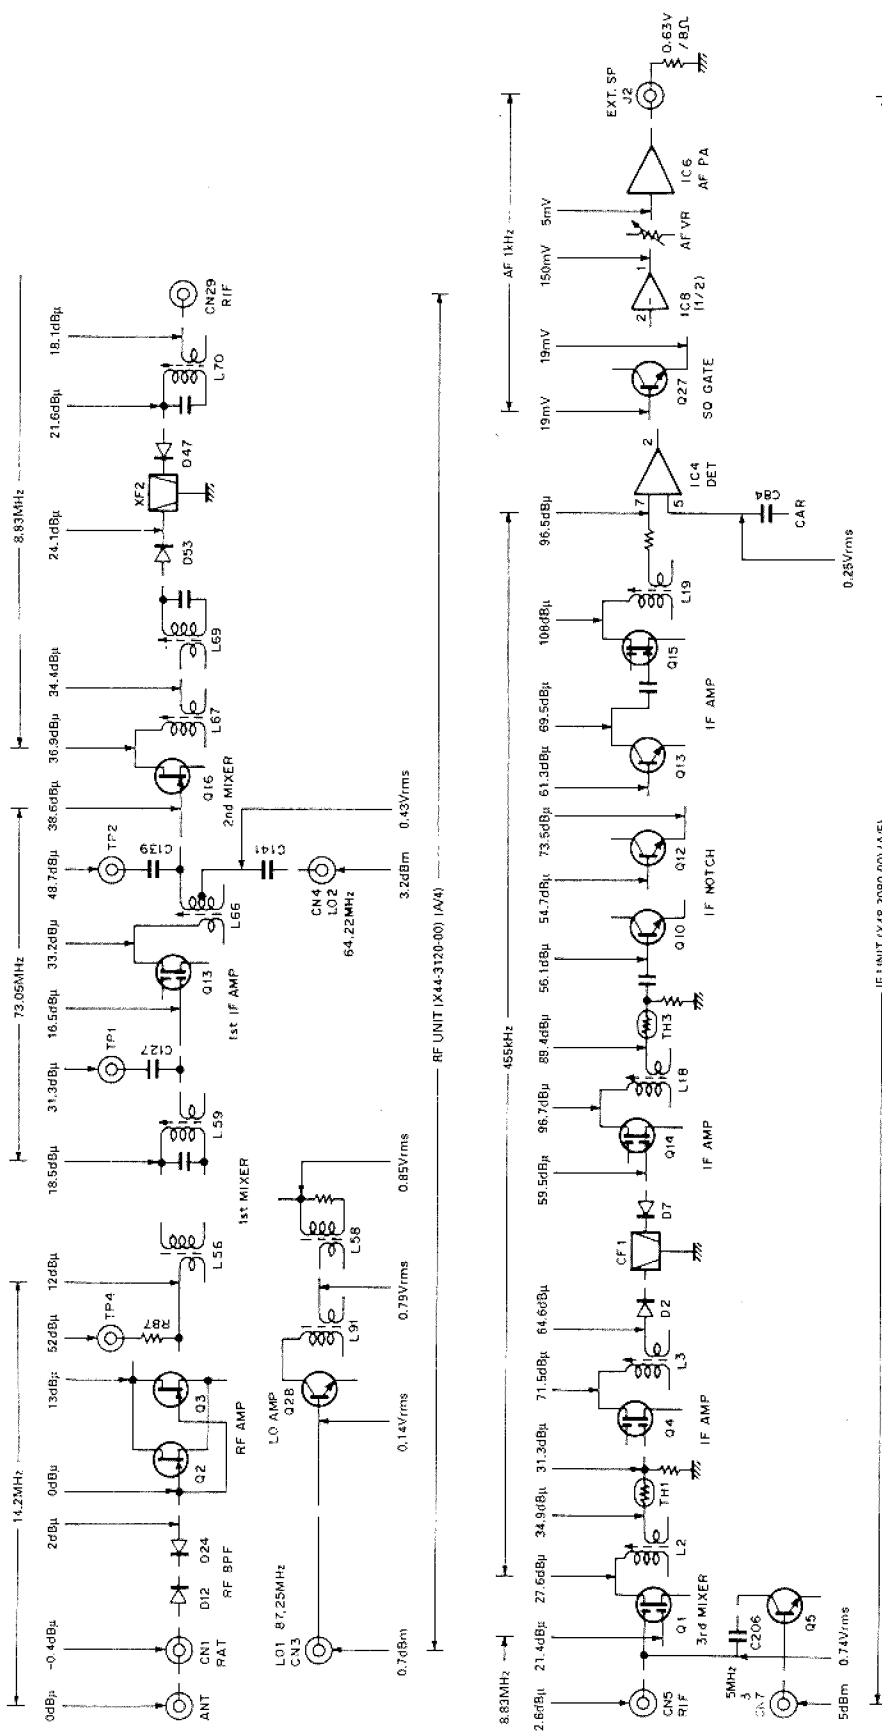 14.2MHz
73.05MHz
8.83MHz
0dBμ
-0.4dBμ
2dBμ
0dBμ
13dBμ
52dBμ
12dBμ
18.5dBμ
31.3dBμ
16.5dBμ
33.2dBμ
48.7dBμ
38.6dBμ
36.9dBμ
34.4dBμ
24.1dBμ
21.6dBμ
18.1dBμ
TP4
TP1
TP2
R87
C127
C139
XF2
ANT
CN1
RAT
D12
D24
RF BPF
Q2
Q3
RF AMP
L56
1st MIXER
L59
1st IF AMP
Q13
L66
C141
2nd MIXER
Q16
L67
L69
D53
D47
L70
CN29
RIF
CN4
LO2
64.22MHz
LO AMP
Q28
L91
L58
LO1 87.25MHz
CN3
0.7dBm
0.14Vrms
0.79Vrms
0.85Vrms
3.2dBm
0.43Vrms
RF UNIT (X44-3120-00) (A/4)
8.83MHz
455kHz
AF 1kHz
2.6dBμ
21.4dBμ
27.6dBμ
34.9dBμ
31.3dBμ
71.5dBμ
64.6dBμ
59.5dBμ
96.7dBμ
89.4dBμ
56.1dBμ
54.7dBμ
73.5dBμ
61.3dBμ
69.5dBμ
108dBμ
96.5dBμ
19mV
19mV
150mV
5mV
EXT. SP
J2
0.63V
/8Ω
CN5
RIF
Q1
3rd MIXER
L2
TH1
Q4
IF AMP
L3
D2
CF1
D7
Q14
IF AMP
L18
TH3
Q10
IF NOTCH
Q12
Q13
IF AMP
Q15
L19
7
5
2
IC4
DET
Q27
SQ GATE
2
1
IC8
(1/2)
AF VR
IC6
AF PA
C84
CAR
0.25Vrms
5MHz
3
CN7
C206
Q5
5dBm
0.74Vrms